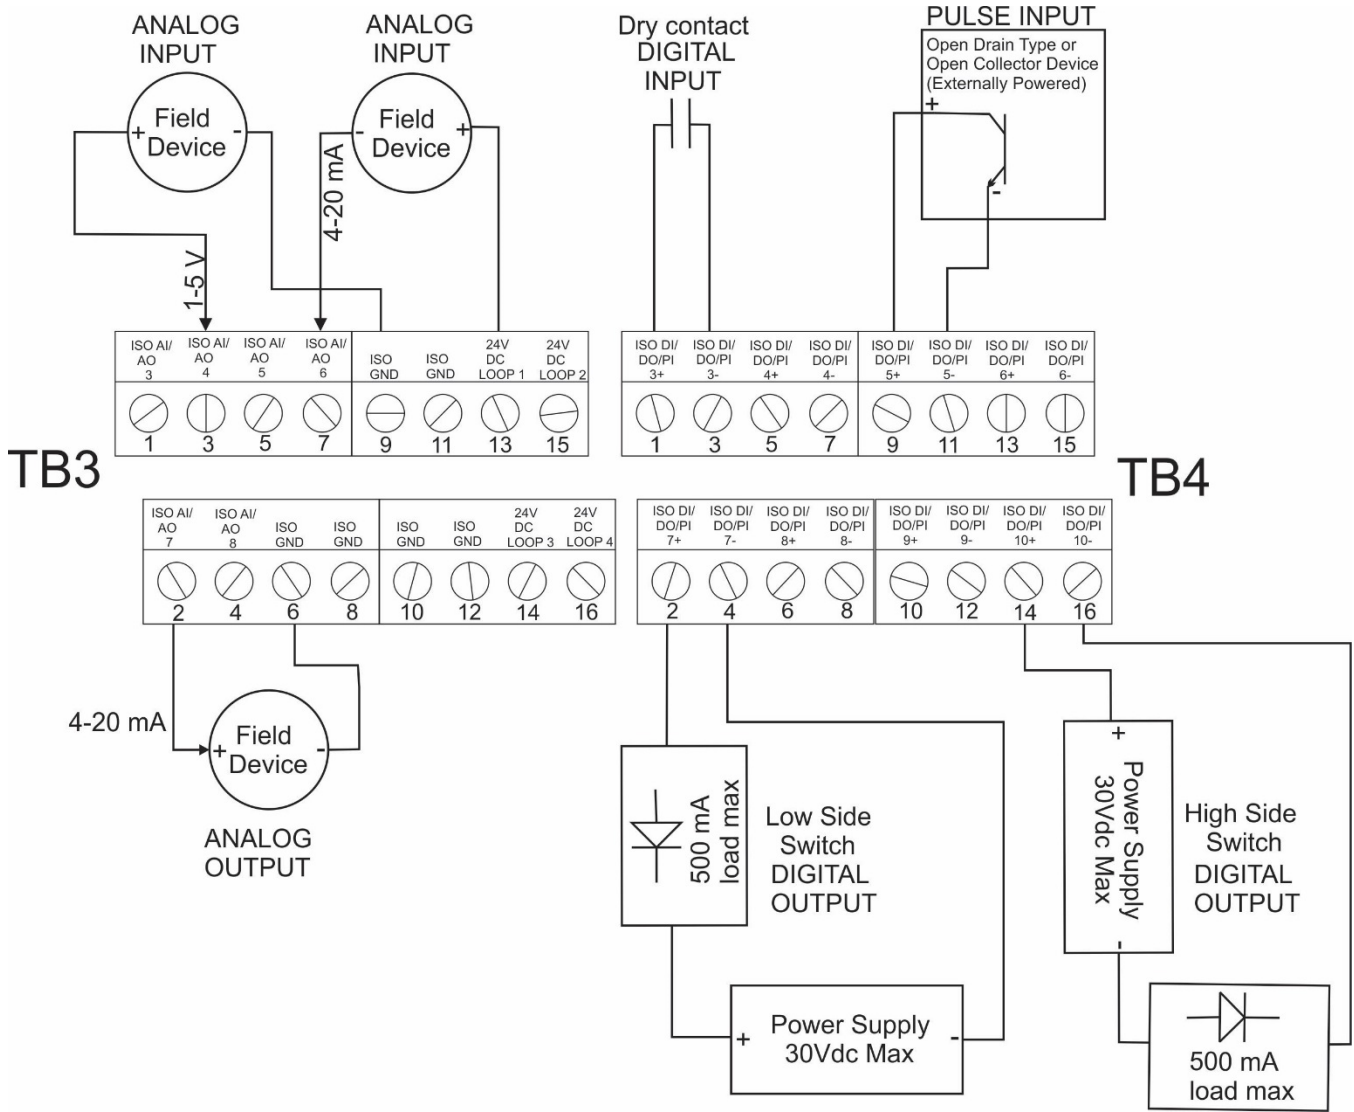 ANALOG
INPUT
ANALOG
INPUT
Dry contact
DIGITAL
INPUT
PULSE INPUT
Open Drain Type or
Open Collector Device
(Externally Powered)
+
-
+ Field -
Device
- Field +
Device
1-5 V
4-20 mA
TB3
ISO AI/
AO
3
ISO AI/
AO
4
ISO AI/
AO
5
ISO AI/
AO
6
ISO
GND
ISO
GND
24V
DC
LOOP 1
24V
DC
LOOP 2
1 3 5 7 9 11 13 15
ISO DI/
DO/PI
3+
ISO DI/
DO/PI
3-
ISO DI/
DO/PI
4+
ISO DI/
DO/PI
4-
ISO DI/
DO/PI
5+
ISO DI/
DO/PI
5-
ISO DI/
DO/PI
6+
ISO DI/
DO/PI
6-
1 3 5 7 9 11 13 15
TB4
ISO AI/
AO
7
ISO AI/
AO
8
ISO
GND
ISO
GND
ISO
GND
ISO
GND
24V
DC
LOOP 3
24V
DC
LOOP 4
2 4 6 8 10 12 14 16
ISO DI/
DO/PI
7+
ISO DI/
DO/PI
7-
ISO DI/
DO/PI
8+
ISO DI/
DO/PI
8-
ISO DI/
DO/PI
9+
ISO DI/
DO/PI
9-
ISO DI/
DO/PI
10+
ISO DI/
DO/PI
10-
2 4 6 8 10 12 14 16
4-20 mA
+ Field -
Device
ANALOG
OUTPUT
500 mA
load max
Low Side
Switch
DIGITAL
OUTPUT
+ Power Supply -
30Vdc Max
+
Power Supply
30Vdc Max
-
High Side
Switch
DIGITAL
OUTPUT
500 mA
load max